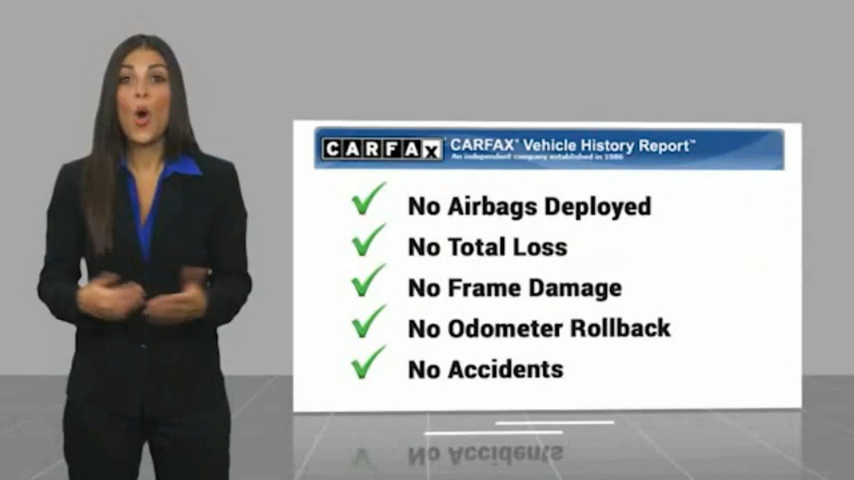 CARFAX CARFAX™ Vehicle History Report™
An independent company established in 1986
No Airbags Deployed
No Total Loss
No Frame Damage
No Odometer Rollback
No Accidents
No Accidents